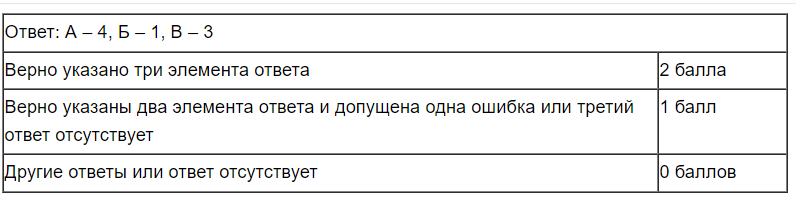 Ответ: А – 4, Б – 1, В – 3
Верно указано три элемента ответа 2 балла
Верно указаны два элемента ответа и допущена одна ошибка или третий 1 балл
ответ отсутствует
Другие ответы или ответ отсутствует 0 баллов